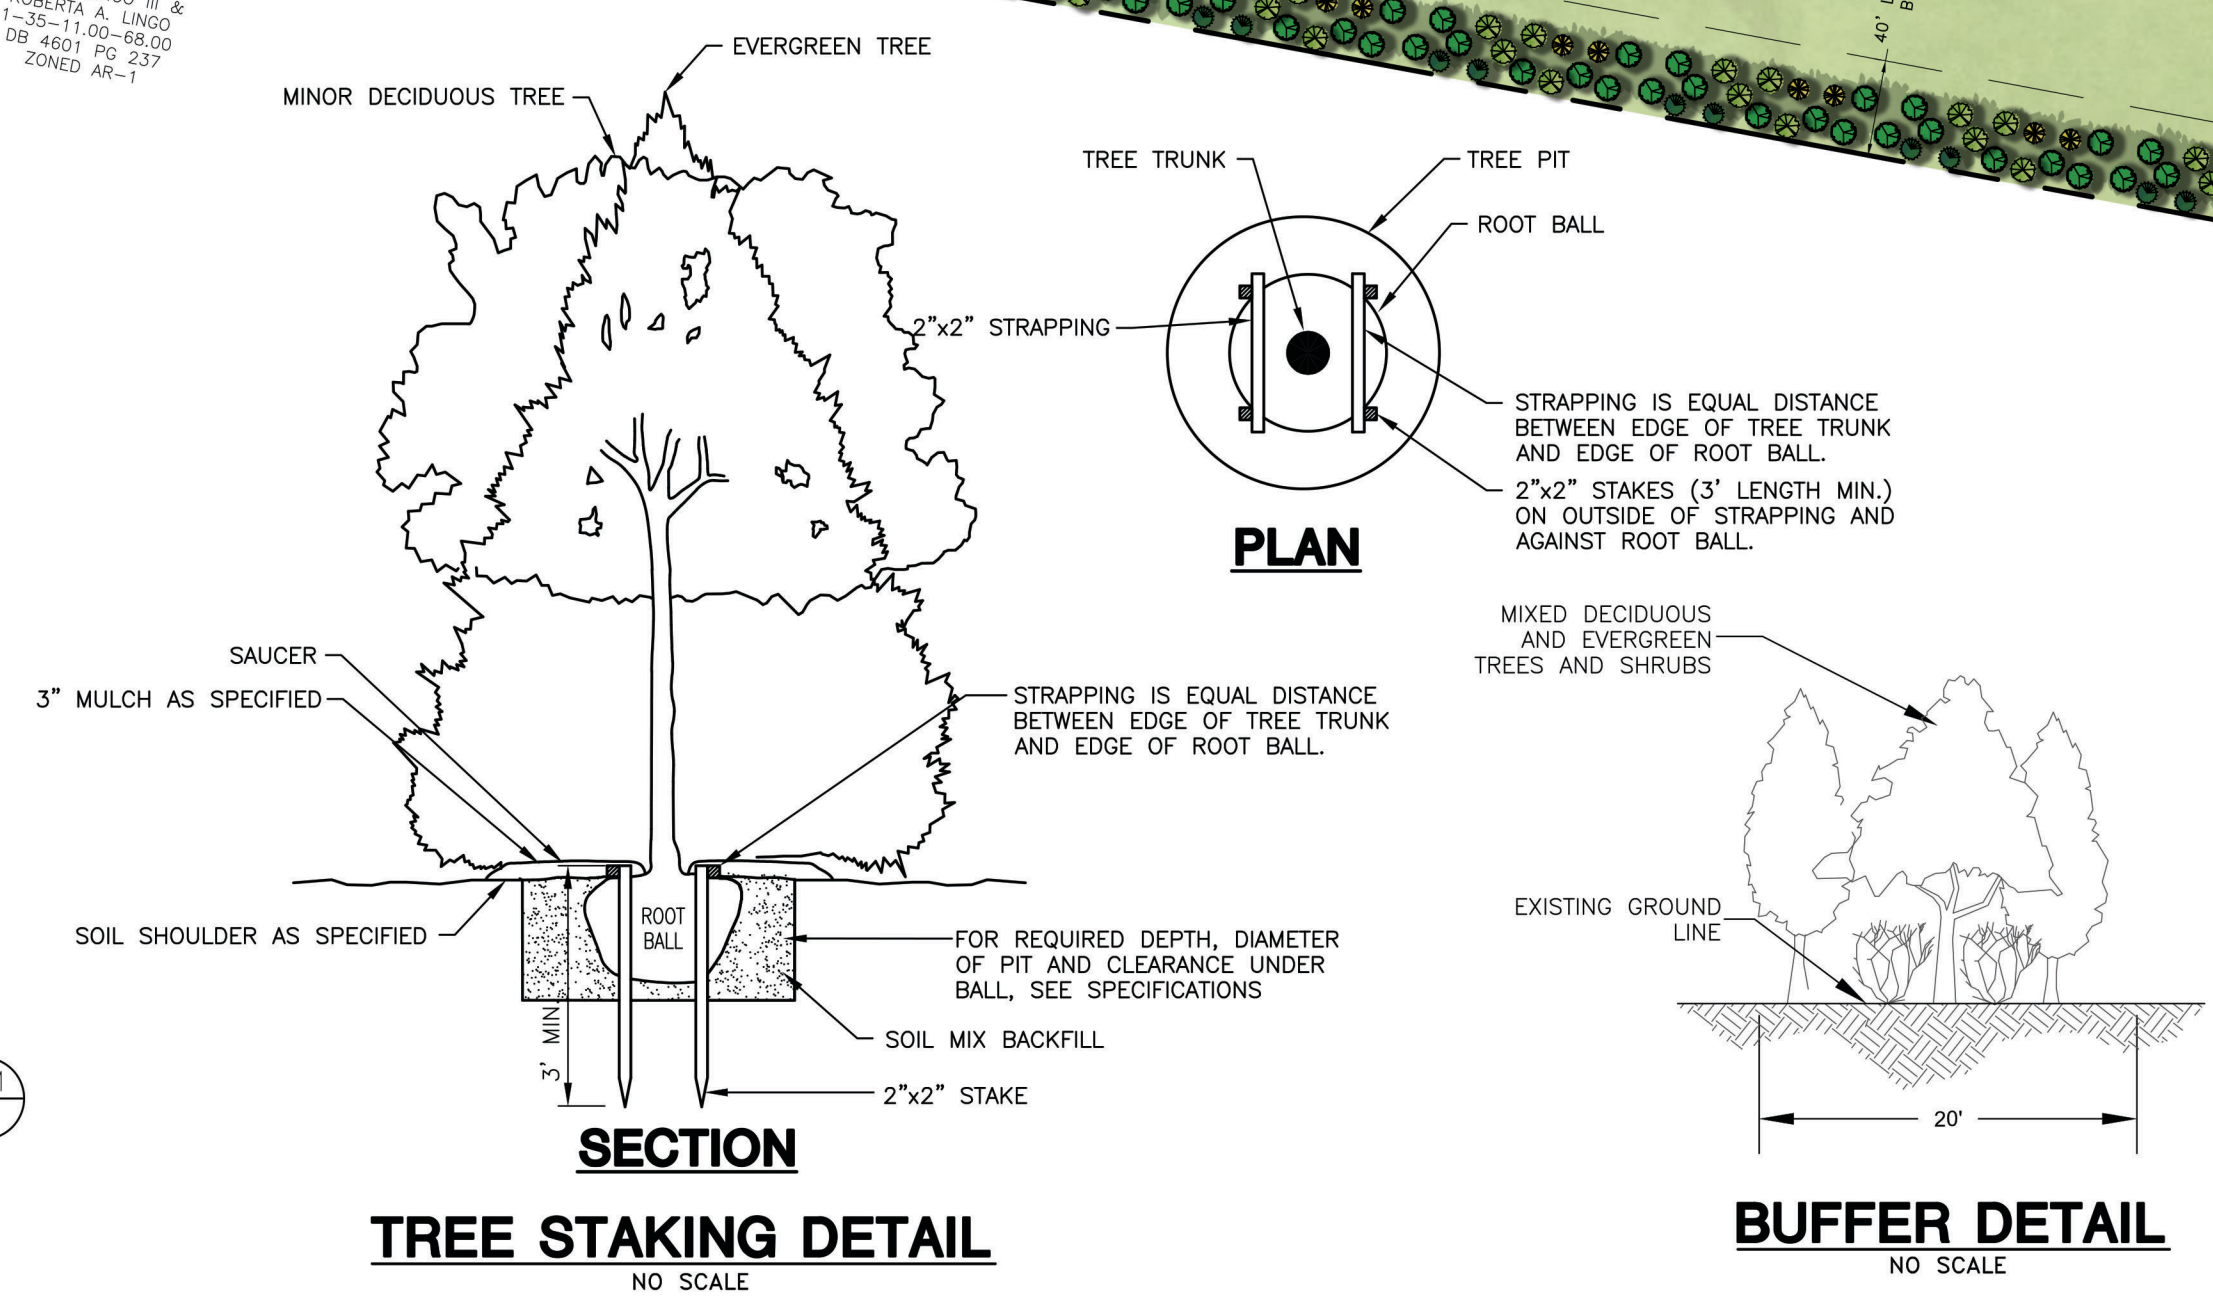 III &
ROBERTA A. LINGO
1-35-11.00-68.00
DB 4601 PG 237
ZONED AR-1
40'
EVERGREEN TREE
MINOR DECIDUOUS TREE
SAUCER
3" MULCH AS SPECIFIED
SOIL SHOULDER AS SPECIFIED
STRAPPING IS EQUAL DISTANCE
BETWEEN EDGE OF TREE TRUNK
AND EDGE OF ROOT BALL.
ROOT
BALL
FOR REQUIRED DEPTH, DIAMETER
OF PIT AND CLEARANCE UNDER
BALL, SEE SPECIFICATIONS
3' MIN
SOIL MIX BACKFILL
2"x2" STAKE
SECTION
TREE STAKING DETAIL
NO SCALE
TREE TRUNK
TREE PIT
ROOT BALL
2"x2" STRAPPING
STRAPPING IS EQUAL DISTANCE
BETWEEN EDGE OF TREE TRUNK
AND EDGE OF ROOT BALL.
2"x2" STAKES (3' LENGTH MIN.)
ON OUTSIDE OF STRAPPING AND
AGAINST ROOT BALL.
PLAN
MIXED DECIDUOUS
AND EVERGREEN
TREES AND SHRUBS
EXISTING GROUND
LINE
20'
BUFFER DETAIL
NO SCALE